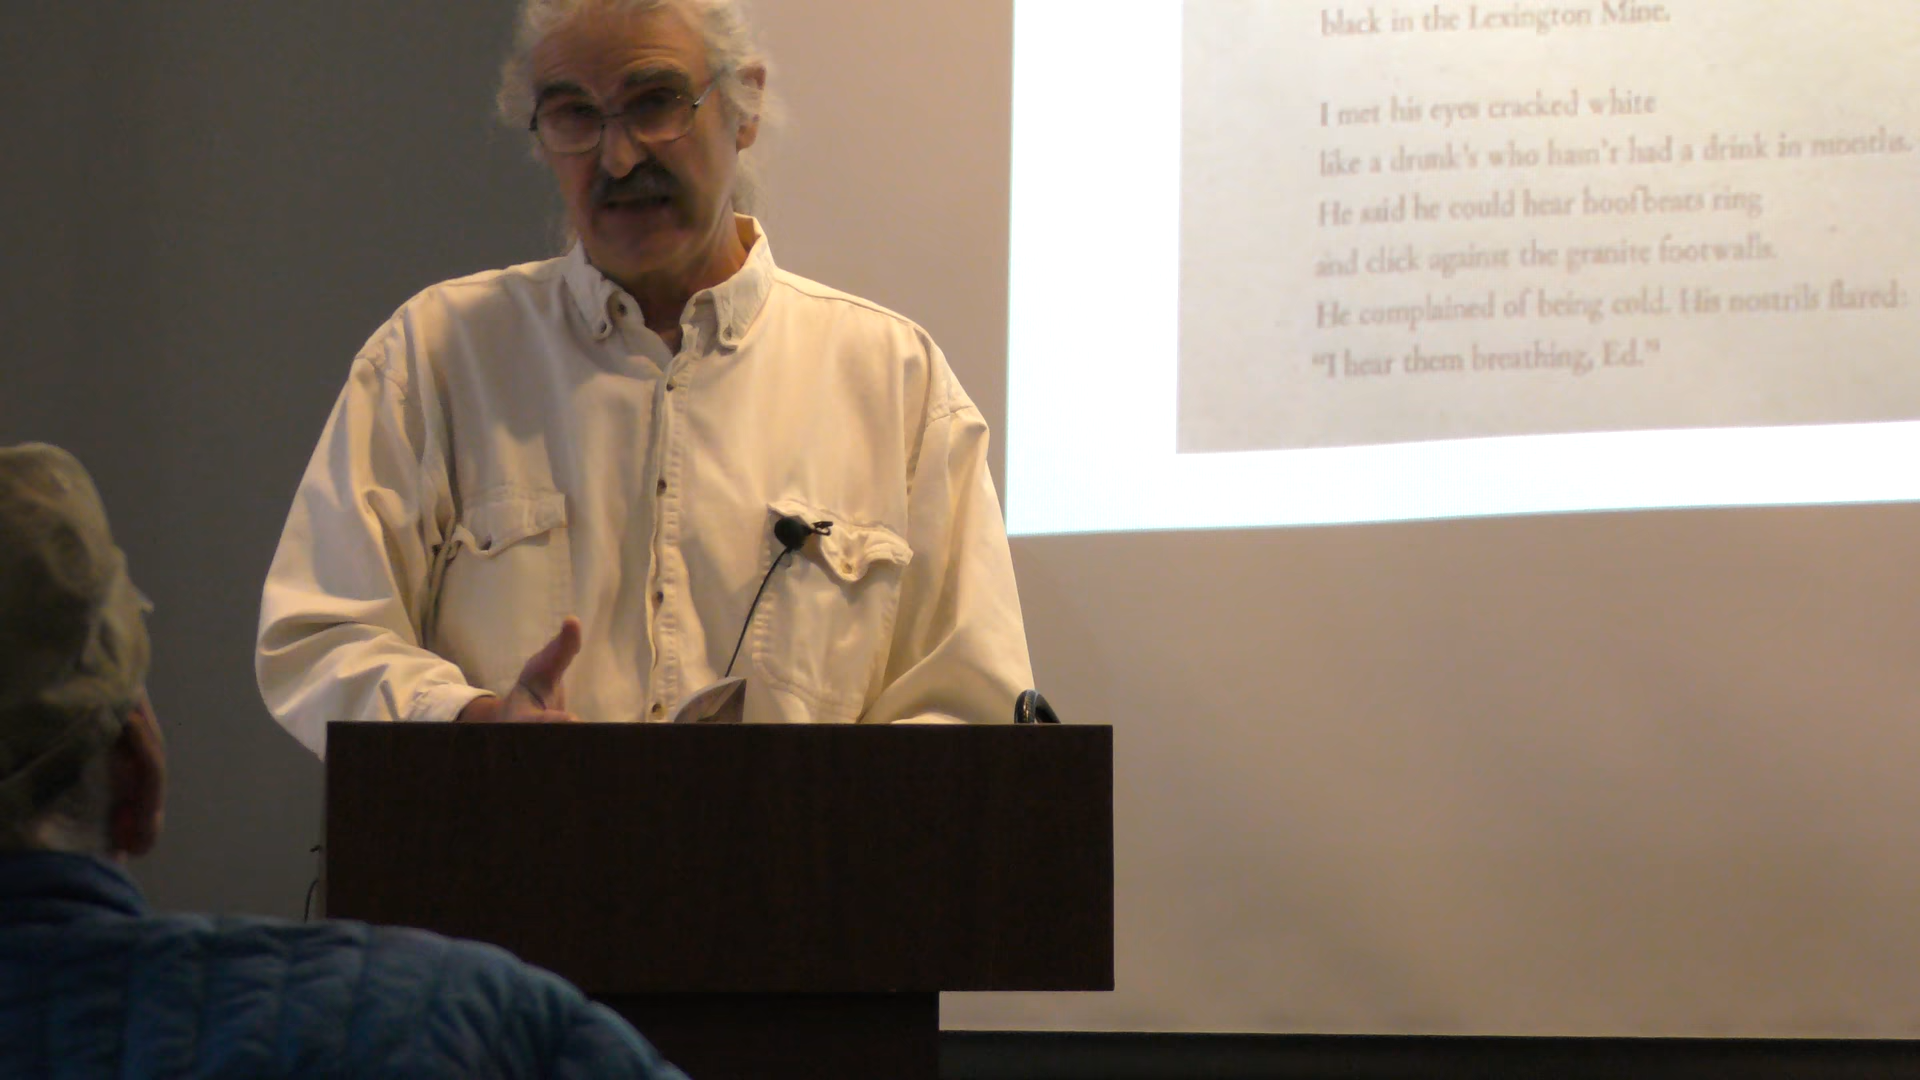 black in the Lexington Mine.
I met his eyes cracked white
like a drunk's who hasn't had a drink in months.
He said he could hear hoofbeats ring
and click against the granite footwalls.
He complained of being cold. His nostrils flared:
“I hear them breathing, Ed.”